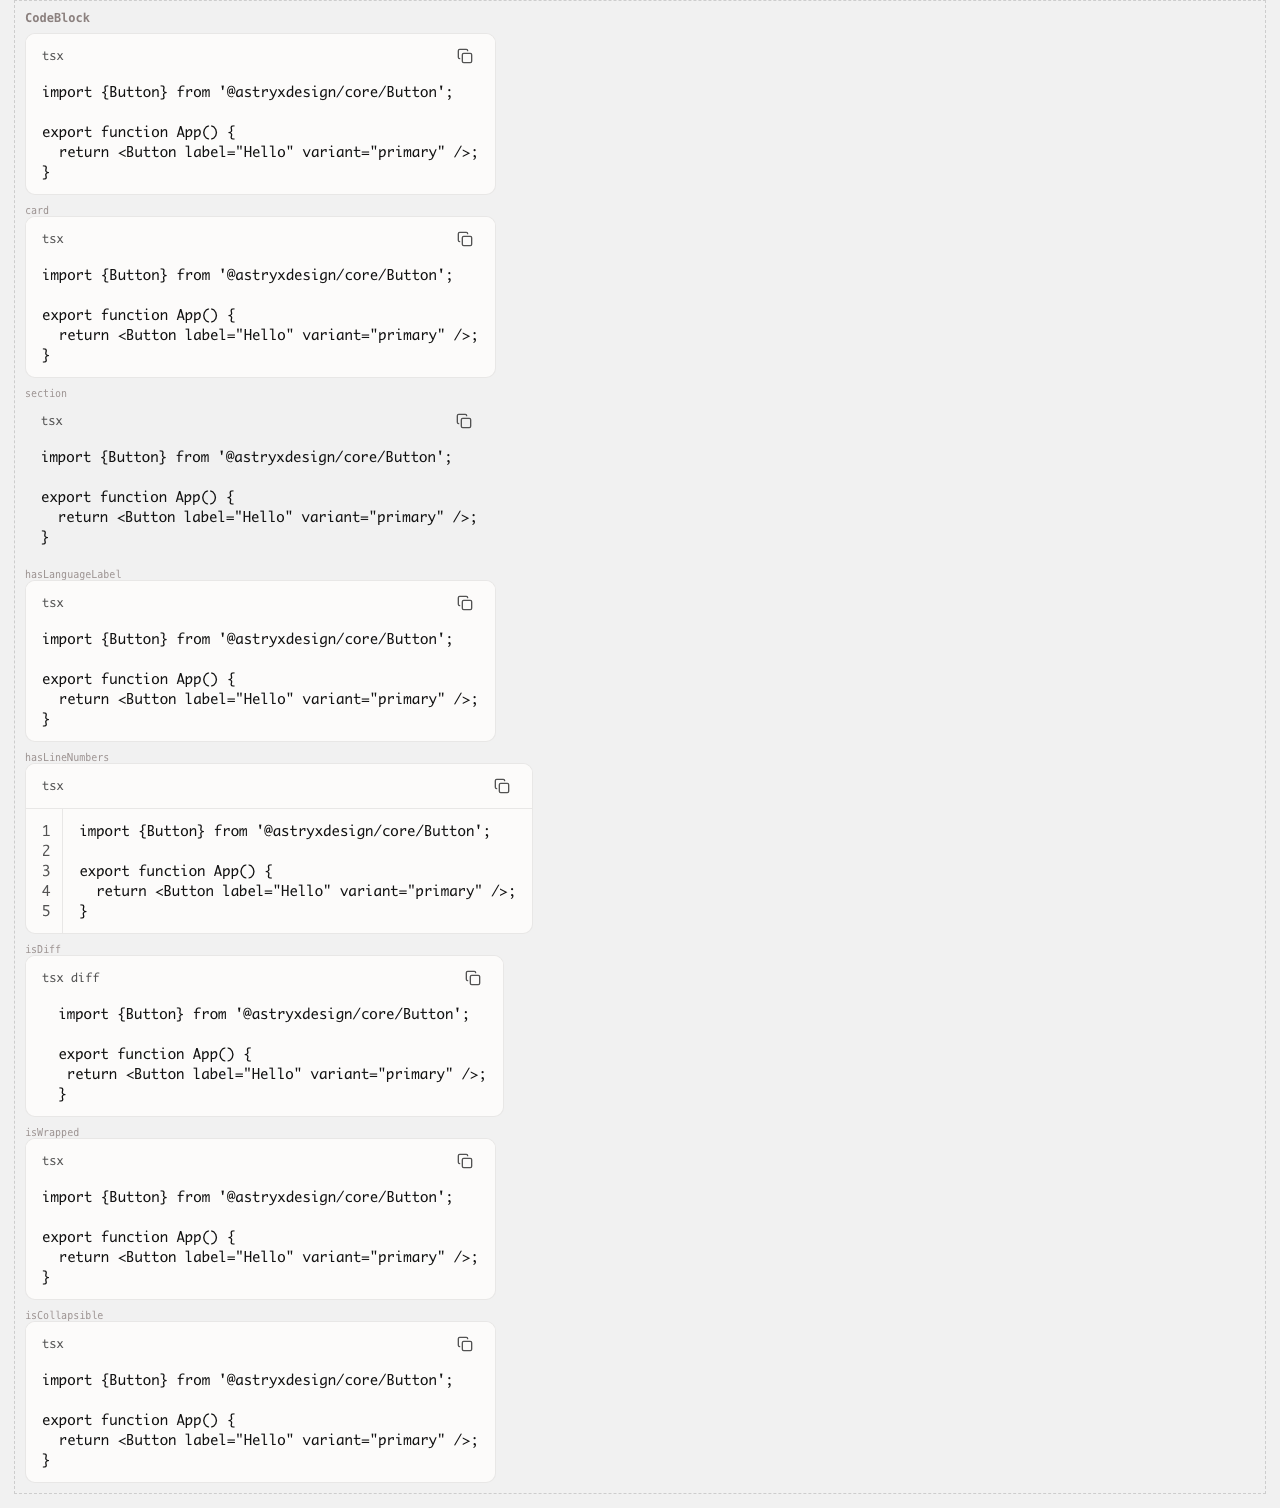 CodeBlock
tsx
import {Button} from '@astryxdesign/core/Button';
export function App() {
  return <Button label="Hello" variant="primary" />;
}
card
tsx
import {Button} from '@astryxdesign/core/Button';
export function App() {
  return <Button label="Hello" variant="primary" />;
}
section
tsx
import {Button} from '@astryxdesign/core/Button';
export function App() {
  return <Button label="Hello" variant="primary" />;
}
hasLanguageLabel
tsx
import {Button} from '@astryxdesign/core/Button';
export function App() {
  return <Button label="Hello" variant="primary" />;
}
hasLineNumbers
tsx
1 import {Button} from '@astryxdesign/core/Button';
2
3 export function App() {
4   return <Button label="Hello" variant="primary" />;
5 }
isDiff
tsx diff
import {Button} from '@astryxdesign/core/Button';
export function App() {
 return <Button label="Hello" variant="primary" />;
}
isWrapped
tsx
import {Button} from '@astryxdesign/core/Button';
export function App() {
  return <Button label="Hello" variant="primary" />;
}
isCollapsible
tsx
import {Button} from '@astryxdesign/core/Button';
export function App() {
  return <Button label="Hello" variant="primary" />;
}